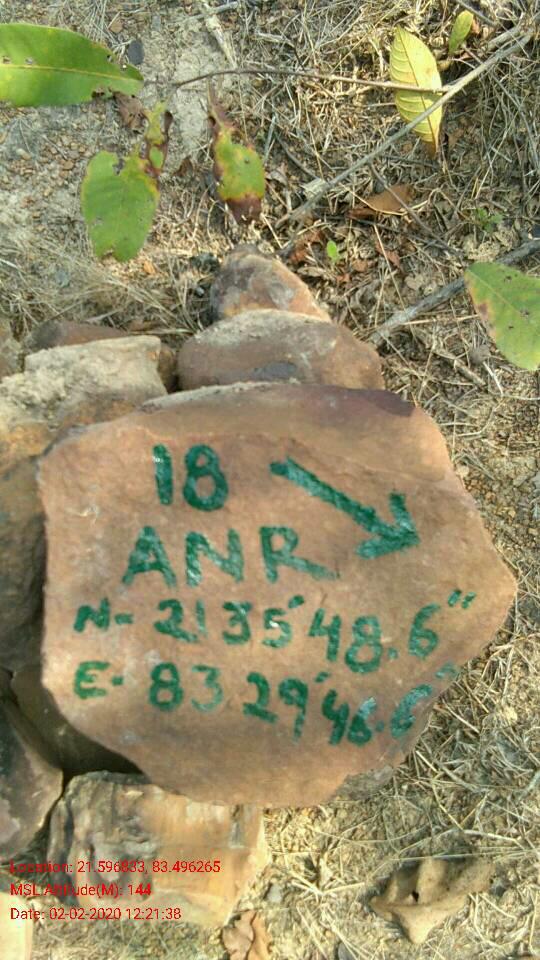 18
ANR
N- 21 35' 48.6"
E- 83 29' 46.6"
Location: 21.596833, 83.496265
MSL Altitude(M): 144
Date: 02-02-2020 12:21:38